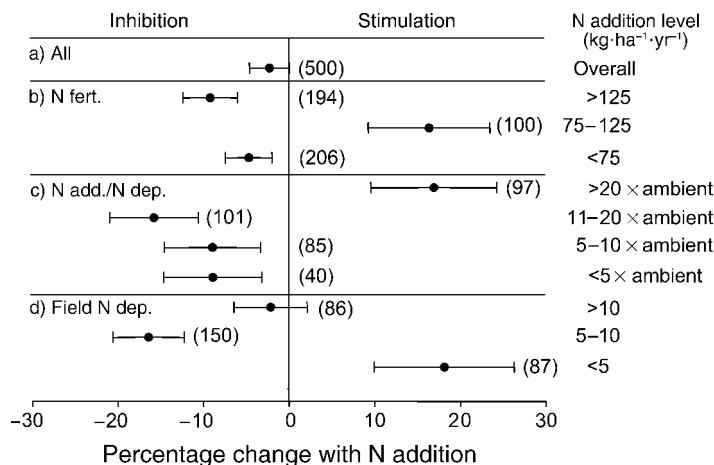 Inhibition Stimulation N addition level
(kg·ha⁻¹·yr⁻¹)
a) All (500) Overall
b) N fert. (194) >125
(100) 75–125
(206) <75
c) N add./N dep. (97) >20 × ambient
(101) 11–20 × ambient
(85) 5–10 × ambient
(40) <5 × ambient
d) Field N dep. (86) >10
(150) 5–10
(87) <5
−30 −20 −10 0 10 20 30
Percentage change with N addition